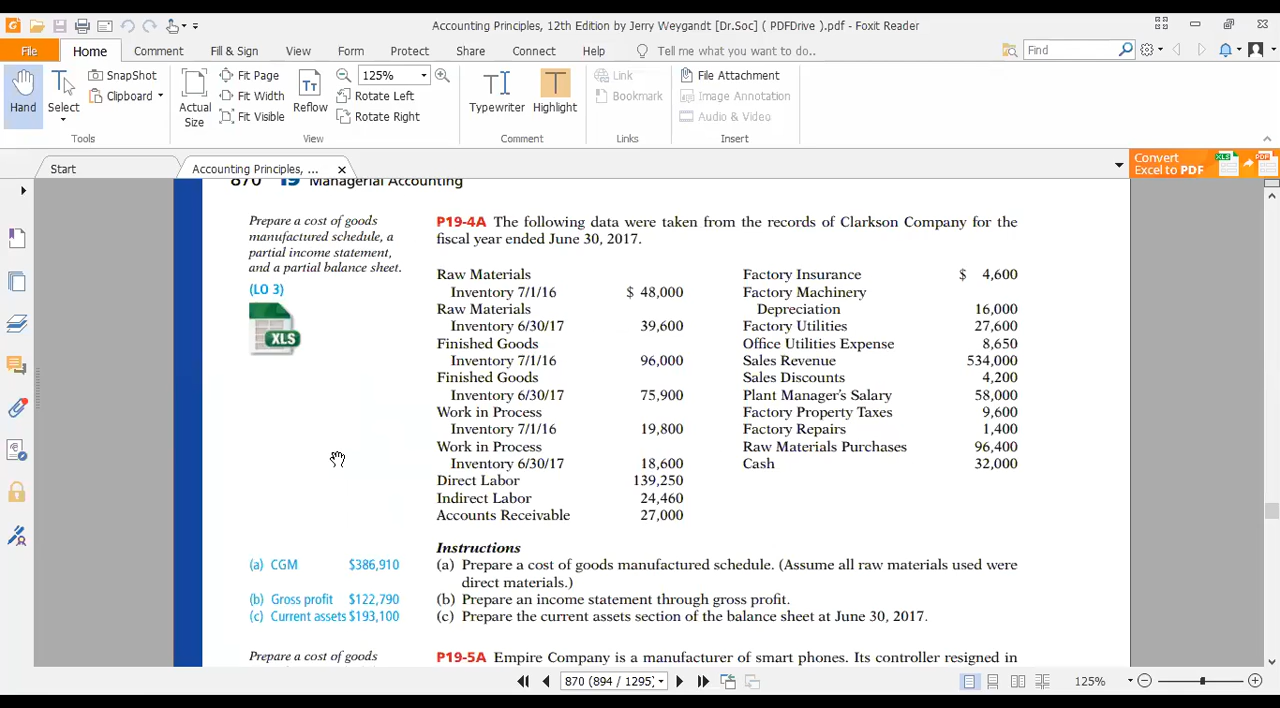 Accounting Principles, 12th Edition by Jerry Weygandt [Dr.Soc] ( PDFDrive ).pdf - Foxit Reader
File Home Comment Fill & Sign View Form Protect Share Connect Help Tell me what you want to do.. Find
Hand
Select
SnapShot
Clipboard
Tools
Actual Size
Fit Page
Fit Width
Fit Visible
Reflow
125%
Rotate Left
Rotate Right
View
Typewriter
Highlight
Comment
Link
Bookmark
Links
File Attachment
Image Annotation
Audio & Video
Insert
Start
Accounting Principles, ...
Convert
Excel to PDF
XLS
PDF
870 19 Managerial Accounting
Prepare a cost of goods
manufactured schedule, a
partial income statement,
and a partial balance sheet.
(LO 3)
XLS
P19-4A The following data were taken from the records of Clarkson Company for the
fiscal year ended June 30, 2017.
Raw Materials
Inventory 7/1/16 $ 48,000
Raw Materials
Inventory 6/30/17 39,600
Finished Goods
Inventory 7/1/16 96,000
Finished Goods
Inventory 6/30/17 75,900
Work in Process
Inventory 7/1/16 19,800
Work in Process
Inventory 6/30/17 18,600
Direct Labor 139,250
Indirect Labor 24,460
Accounts Receivable 27,000
Factory Insurance $ 4,600
Factory Machinery
Depreciation 16,000
Factory Utilities 27,600
Office Utilities Expense 8,650
Sales Revenue 534,000
Sales Discounts 4,200
Plant Manager's Salary 58,000
Factory Property Taxes 9,600
Factory Repairs 1,400
Raw Materials Purchases 96,400
Cash 32,000
Instructions
(a) CGM $386,910
(a) Prepare a cost of goods manufactured schedule. (Assume all raw materials used were
direct materials.)
(b) Gross profit $122,790
(b) Prepare an income statement through gross profit.
(c) Current assets $193,100
(c) Prepare the current assets section of the balance sheet at June 30, 2017.
Prepare a cost of goods
P19-5A Empire Company is a manufacturer of smart phones. Its controller resigned in
870 (894 / 1295)
125%